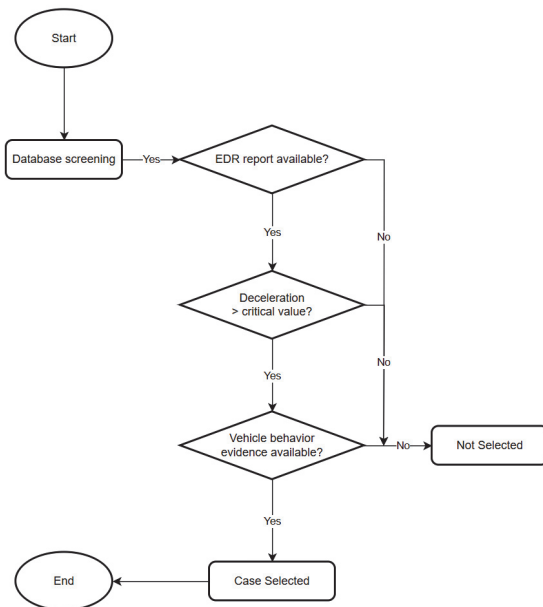 Start
Database screening
Yes
EDR report available?
No
Yes
Deceleration
> critical value?
No
Yes
Vehicle behavior
evidence available?
No
Not Selected
Yes
End
Case Selected